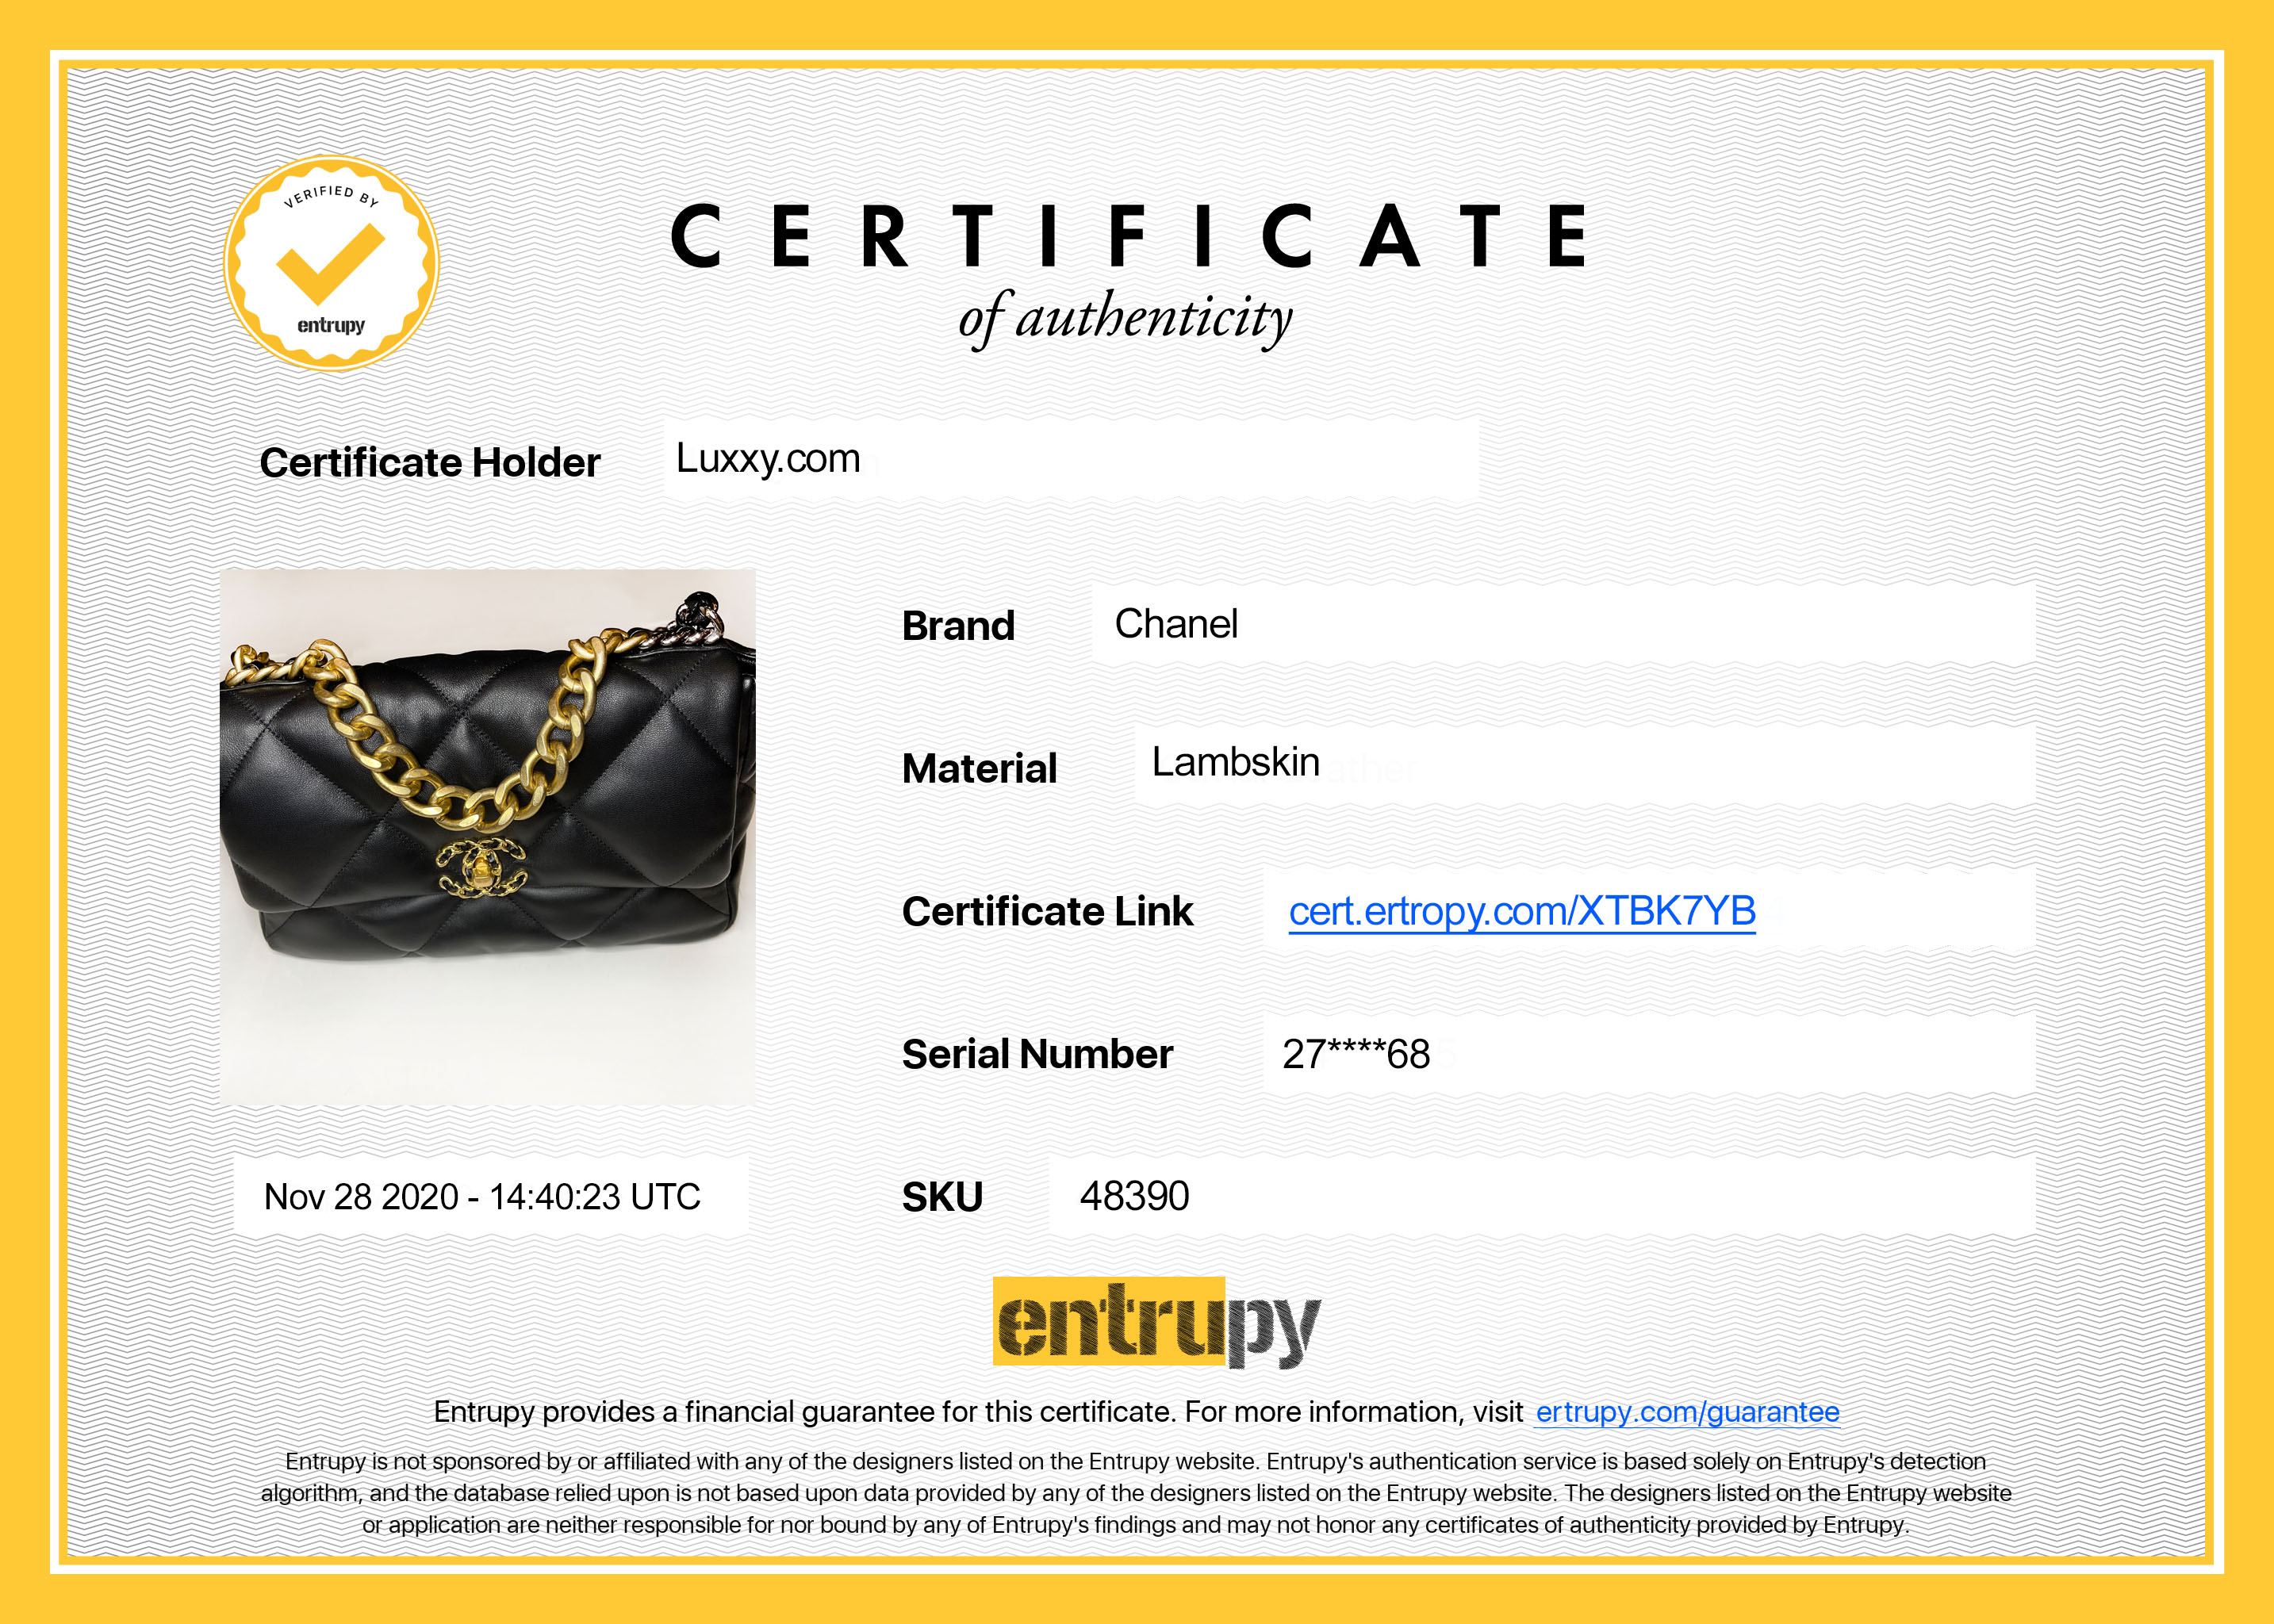 VERIFIED BY
entrupy
CERTIFICATE
of authenticity
Certificate Holder Luxxy.com
Brand Chanel
Material Lambskin
Certificate Link cert.ertropy.com/XTBK7YB
Serial Number 27****68
Nov 28 2020 - 14:40:23 UTC
SKU 48390
entrupy
Entrupy provides a financial guarantee for this certificate. For more information, visit ertrupy.com/guarantee
Entrupy is not sponsored by or affiliated with any of the designers listed on the Entrupy website. Entrupy's authentication service is based solely on Entrupy's detection
algorithm, and the database relied upon is not based upon data provided by any of the designers listed on the Entrupy website. The designers listed on the Entrupy website
or application are neither responsible for nor bound by any of Entrupy's findings and may not honor any certificates of authenticity provided by Entrupy.